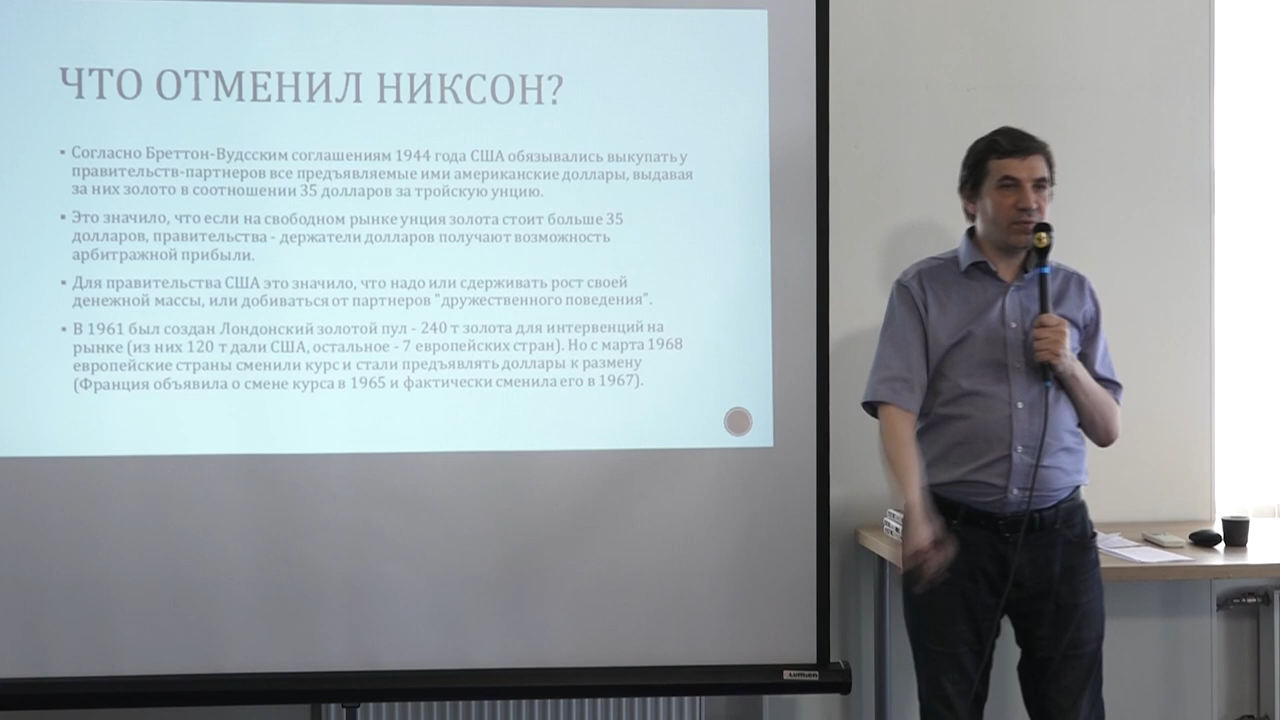 ЧТО ОТМЕНИЛ НИКСОН?
▪ Согласно Бреттон-Вудсским соглашениям 1944 года США обязывались выкупать у
правительств-партнеров все предъявляемые ими американские доллары, выдавая
за них золото в соотношении 35 долларов за тройскую унцию.
▪ Это значило, что если на свободном рынке унция золота стоит больше 35
долларов, правительства - держатели долларов получают возможность
арбитражной прибыли.
▪ Для правительства США это значило, что надо или сдерживать рост своей
денежной массы, или добиваться от партнеров "дружественного поведения".
▪ В 1961 был создан Лондонский золотой пул - 240 т золота для интервенций на
рынке (из них 120 т дали США, остальное - 7 европейских стран). Но с марта 1968
европейские страны сменили курс и стали предъявлять доллары к размену
(Франция объявила о смене курса в 1965 и фактически сменила его в 1967).
Lumien